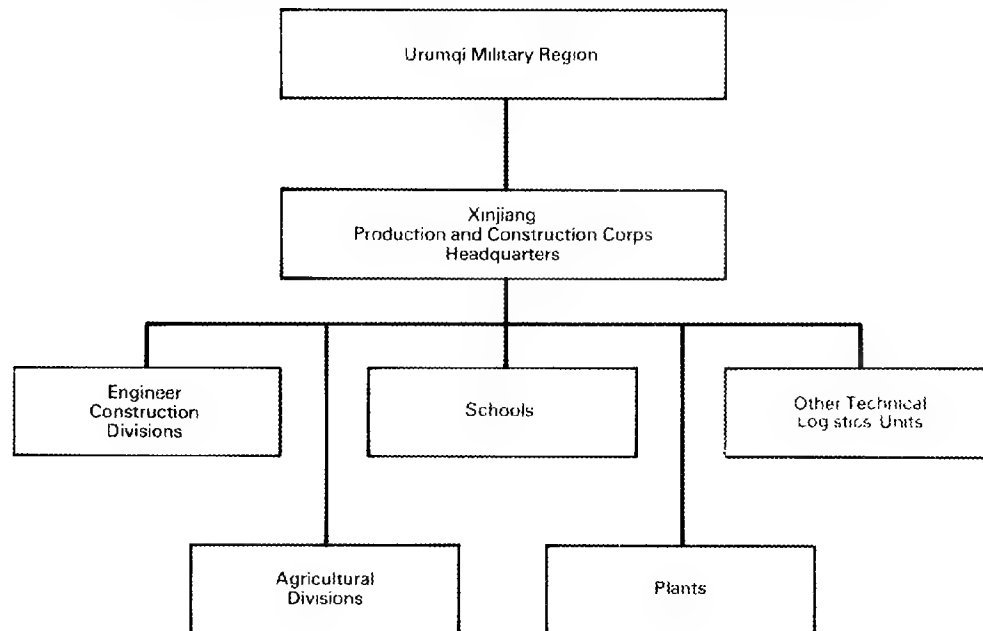 Urumqi Military Region
Xinjiang
Production and Construction Corps
Headquarters
Engineer
Construction
Divisions
Schools
Other Technical
Logistics Units
Agricultural
Divisions
Plants